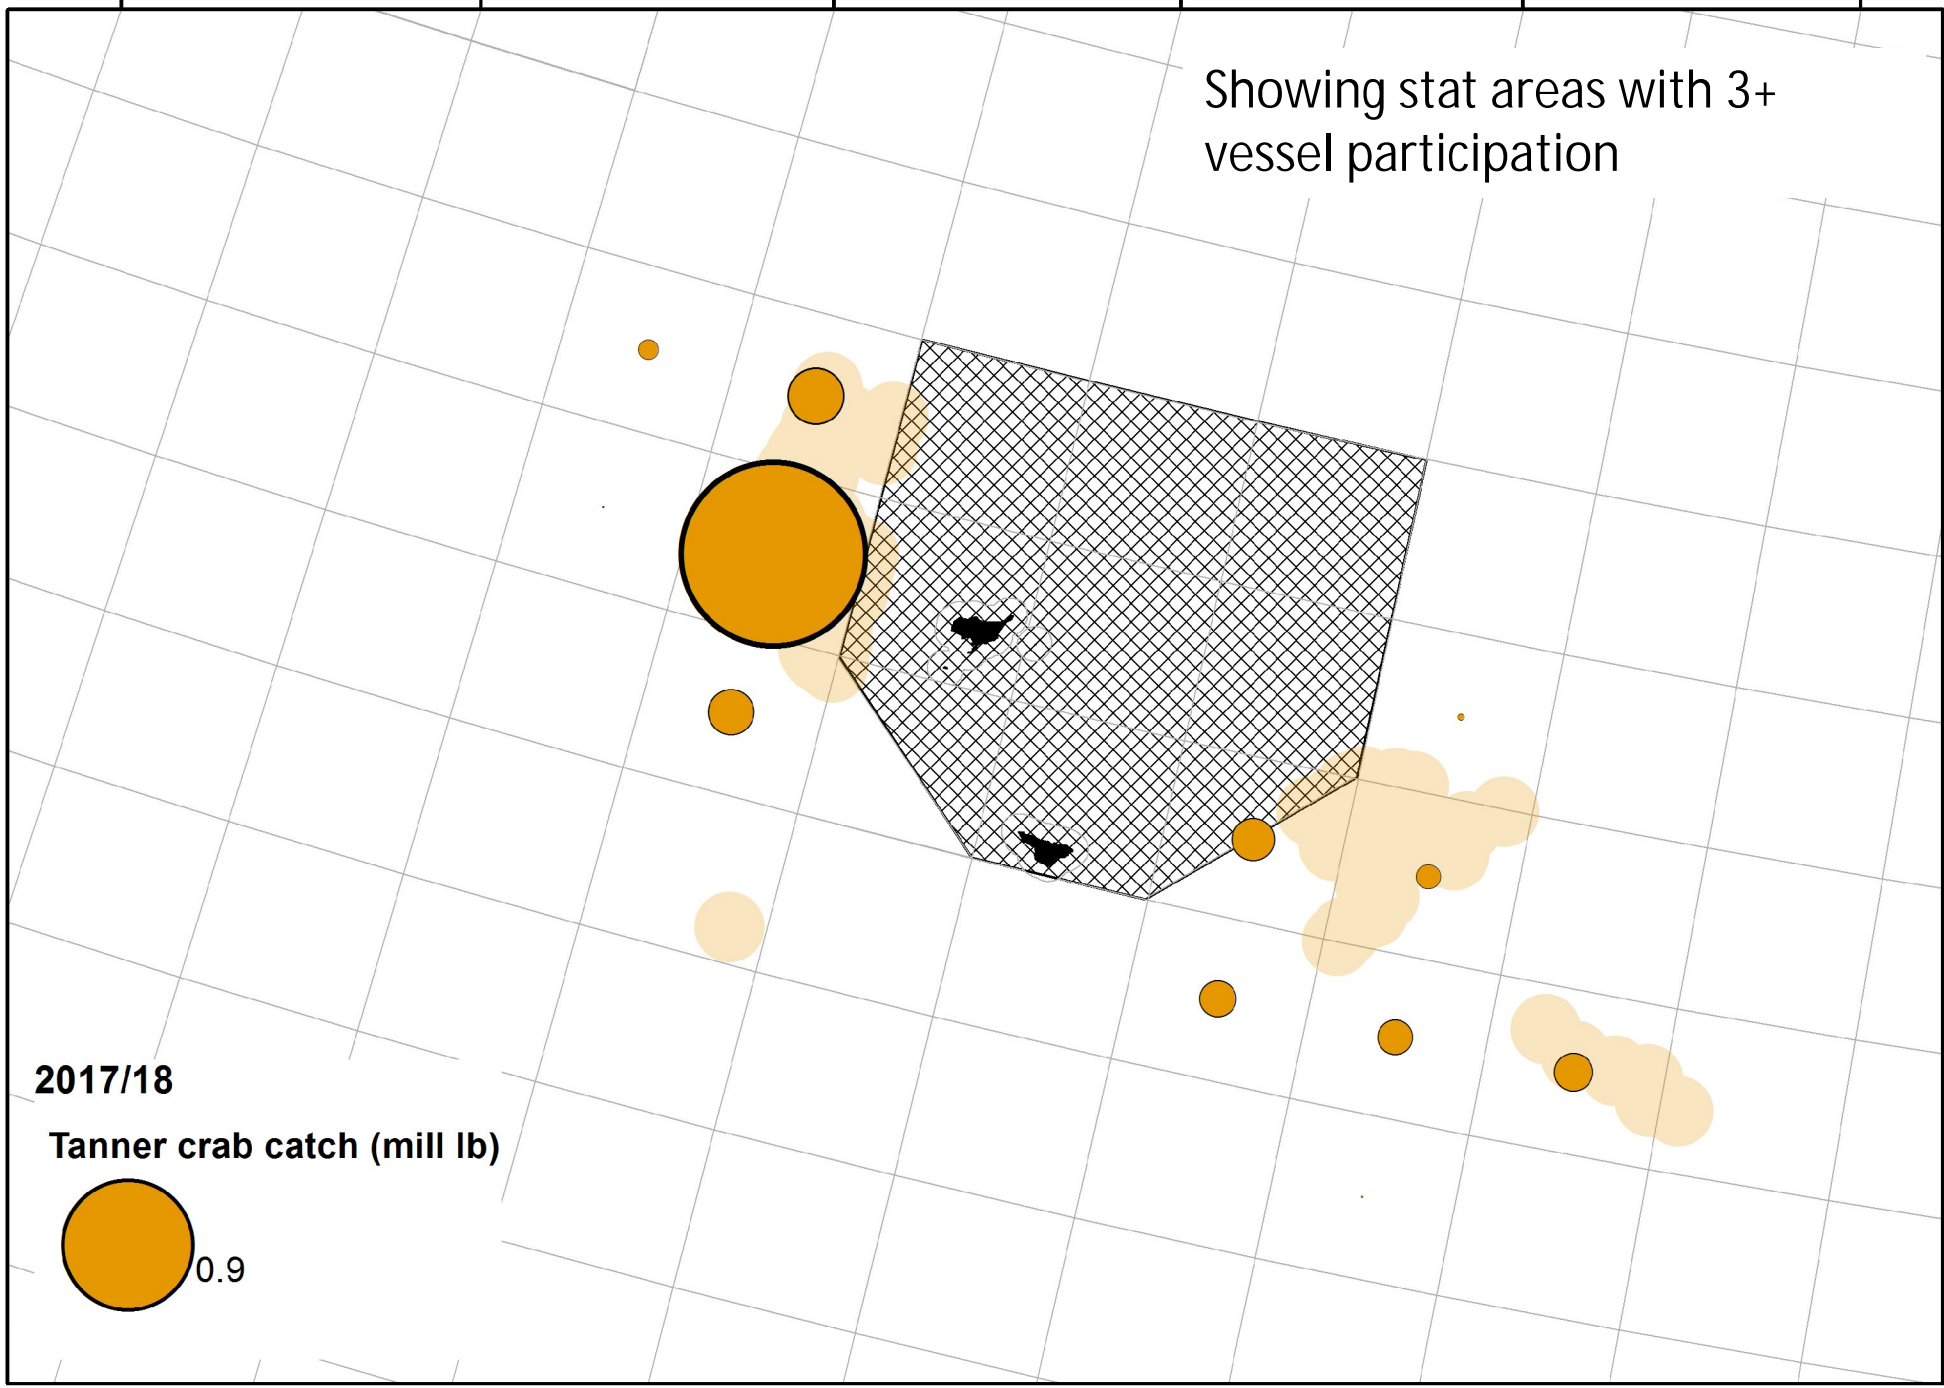 Showing stat areas with 3+
vessel participation
2017/18
Tanner crab catch (mill lb)
0.9